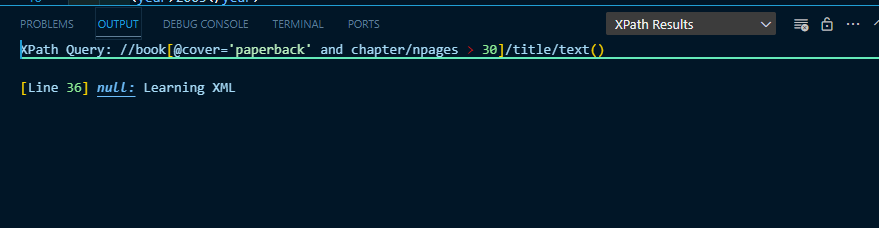 PROBLEMS OUTPUT DEBUG CONSOLE TERMINAL PORTS XPath Results
XPath Query: //book[@cover='paperback' and chapter/npages > 30]/title/text()
[Line 36] null: Learning XML